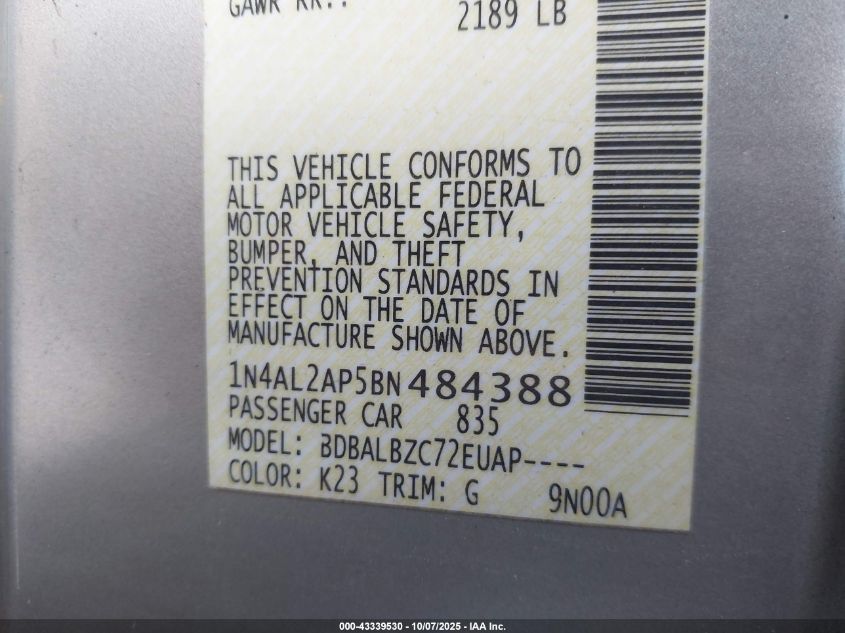 GAWR RR.: 2189 LB
THIS VEHICLE CONFORMS TO
ALL APPLICABLE FEDERAL
MOTOR VEHICLE SAFETY,
BUMPER, AND THEFT
PREVENTION STANDARDS IN
EFFECT ON THE DATE OF
MANUFACTURE SHOWN ABOVE.
1N4AL2AP5BN484388
PASSENGER CAR 835
MODEL: BDBALBZC72EUAP----
COLOR: K23 TRIM: G 9N00A
000-43339530 - 10/07/2025 - IAA Inc.